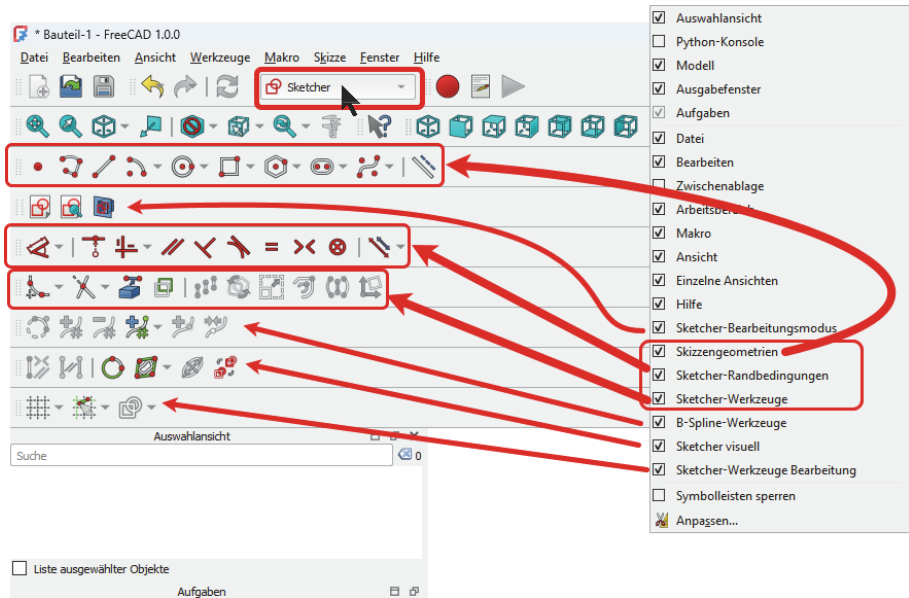 * Bauteil-1 - FreeCAD 1.0.0
Datei Bearbeiten Ansicht Werkzeuge Makro Skizze Fenster Hilfe
Sketcher
Auswahlansicht
Suche
0
Liste ausgewählter Objekte
Aufgaben
Auswahlansicht
Python-Konsole
Modell
Ausgabefenster
Aufgaben
Datei
Bearbeiten
Zwischenablage
Arbeitsbereich
Makro
Ansicht
Einzelne Ansichten
Hilfe
Sketcher-Bearbeitungsmodus
Skizzengeometrien
Sketcher-Randbedingungen
Sketcher-Werkzeuge
B-Spline-Werkzeuge
Sketcher visuell
Sketcher-Werkzeuge Bearbeitung
Symbolleisten sperren
Anpassen...